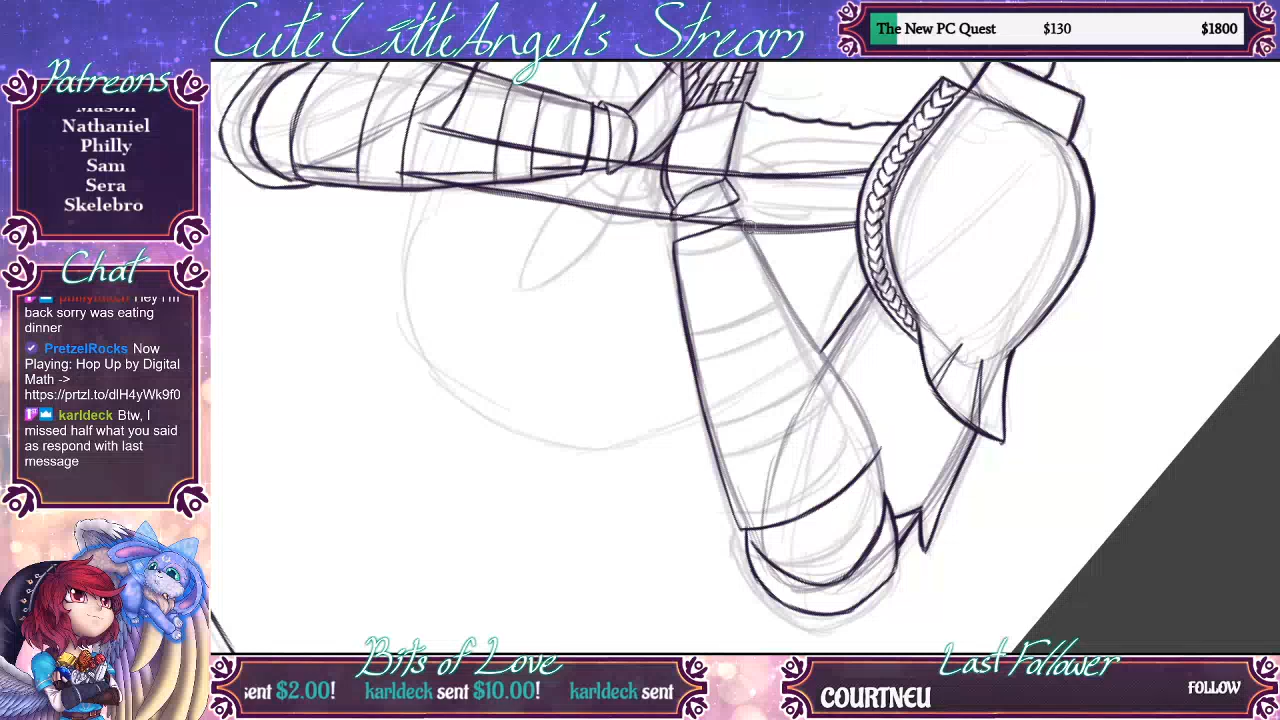 Cute Little Angel's Stream
The New PC Quest $130 $1800
Patreons
Mason
Nathaniel
Philly
Sam
Sera
Skelebro
Chat
Hey I'm
back sorry was eating
dinner
PretzelRocks Now
Playing: Hop Up by Digital
Math ->
https://prtzl.to/dlH4yWk9f0
karldeck Btw, I
missed half what you said
as respond with last
message
Bits of Love
sent $2.00! karldeck sent $10.00! karldeck sent
Last Follower
COURTNEU FOLLOW